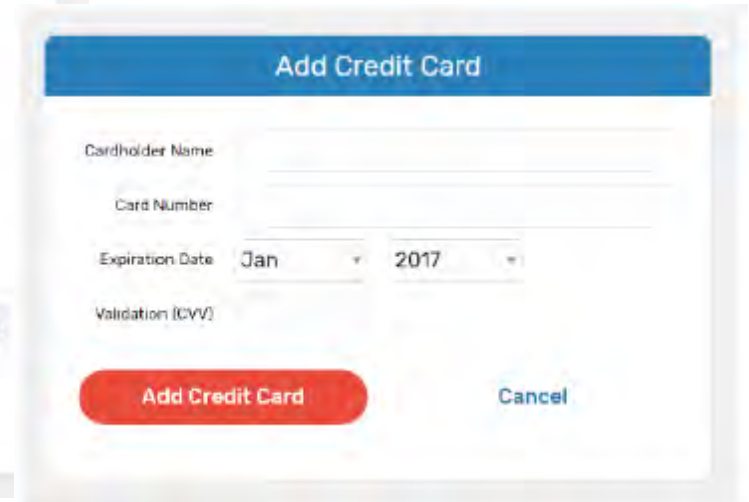 Add Credit Card
Cardholder Name
Card Number
Expiration Date Jan 2017
Validation (CVV)
Add Credit Card Cancel